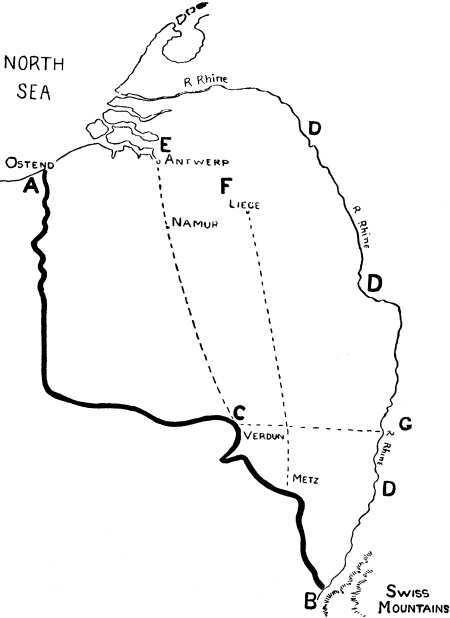 NORTH
SEA
R Rhine
D
E
OSTEND
ANTWERP
A
F
LIEGE
NAMUR
R Rhine
D
C
G
VERDUN
R Rhine
METZ
D
B
SWISS
MOUNTAINS